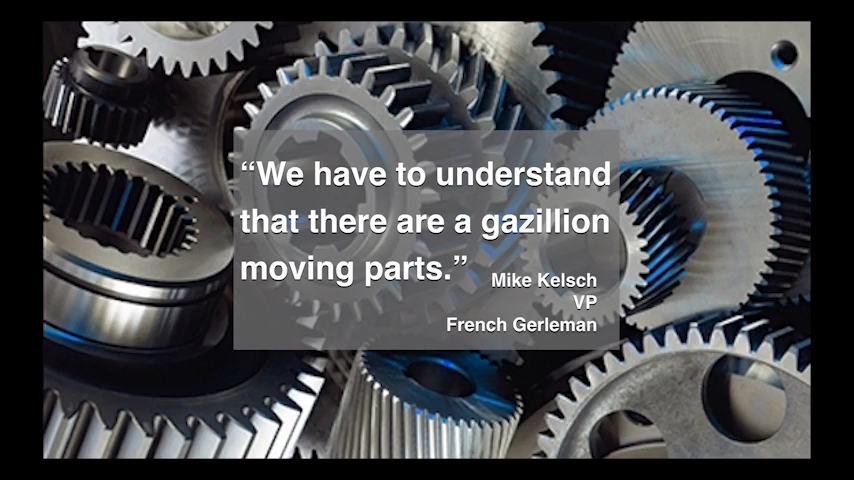 “We have to understand
that there are a gazillion
moving parts.”
Mike Kelsch
VP
French Gerleman